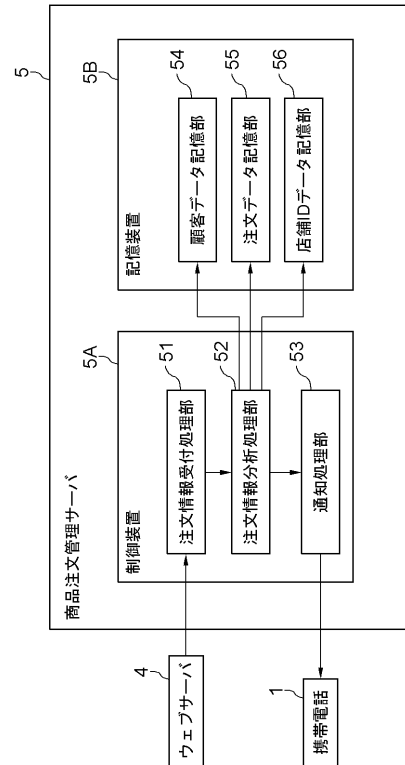 商品注文管理サーバ
5
制御装置
5A
記憶装置
5B
ウェブサーバ
4
注文情報受付処理部
51
注文情報分析処理部
52
通知処理部
53
顧客データ記憶部
54
注文データ記憶部
55
店舗IDデータ記憶部
56
携帯電話
1